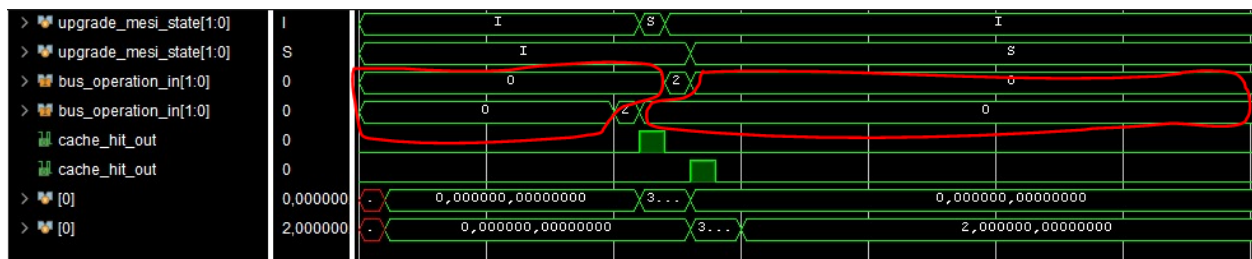 upgrade_mesi_state[1:0] I I S I
upgrade_mesi_state[1:0] S I S
bus_operation_in[1:0] 0 0 2 0
bus_operation_in[1:0] 0 0 2 0
cache_hit_out 0
cache_hit_out 0
[0] 0,000000 . 0,000000,00000000 3... 0,000000,00000000
[0] 2,000000 . 0,000000,00000000 3... 2,000000,00000000